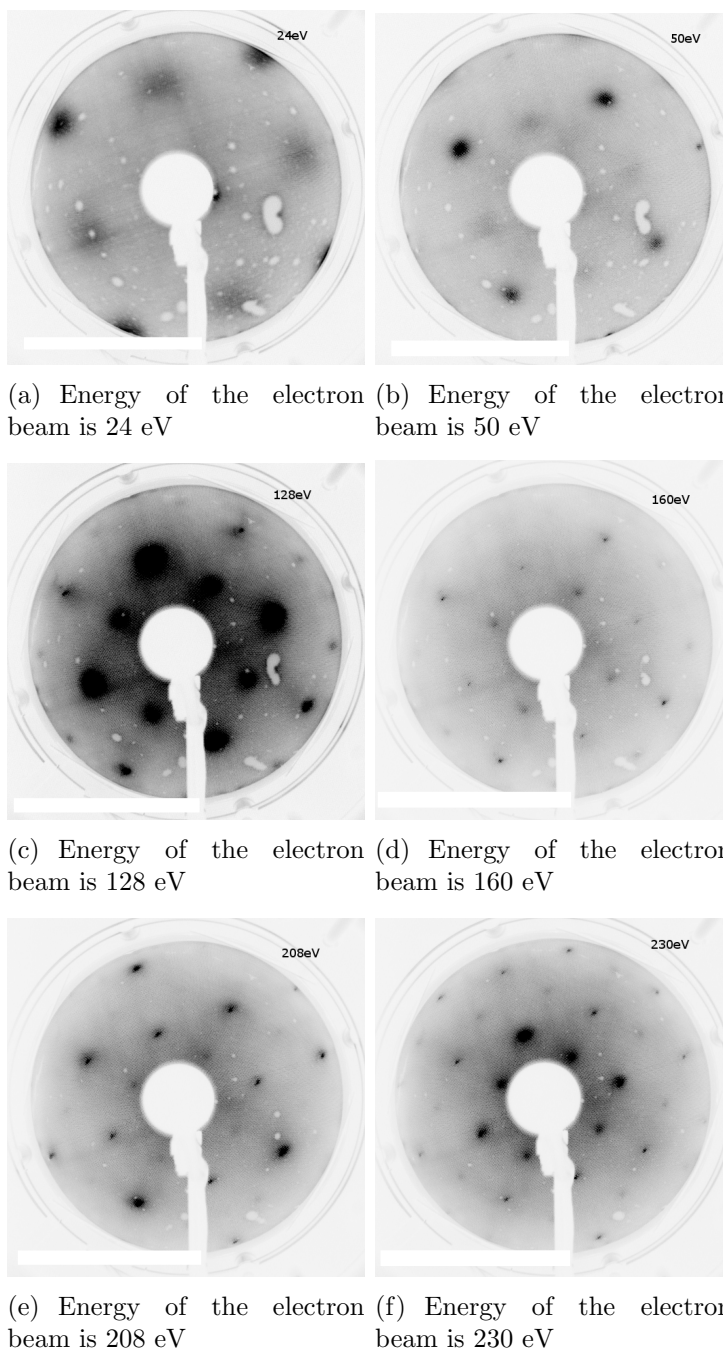 24eV
50eV
(a) Energy of the electron
beam is 24 eV
(b) Energy of the electron
beam is 50 eV
128eV
160eV
(c) Energy of the electron
beam is 128 eV
(d) Energy of the electron
beam is 160 eV
208eV
230eV
(e) Energy of the electron
beam is 208 eV
(f) Energy of the electron
beam is 230 eV